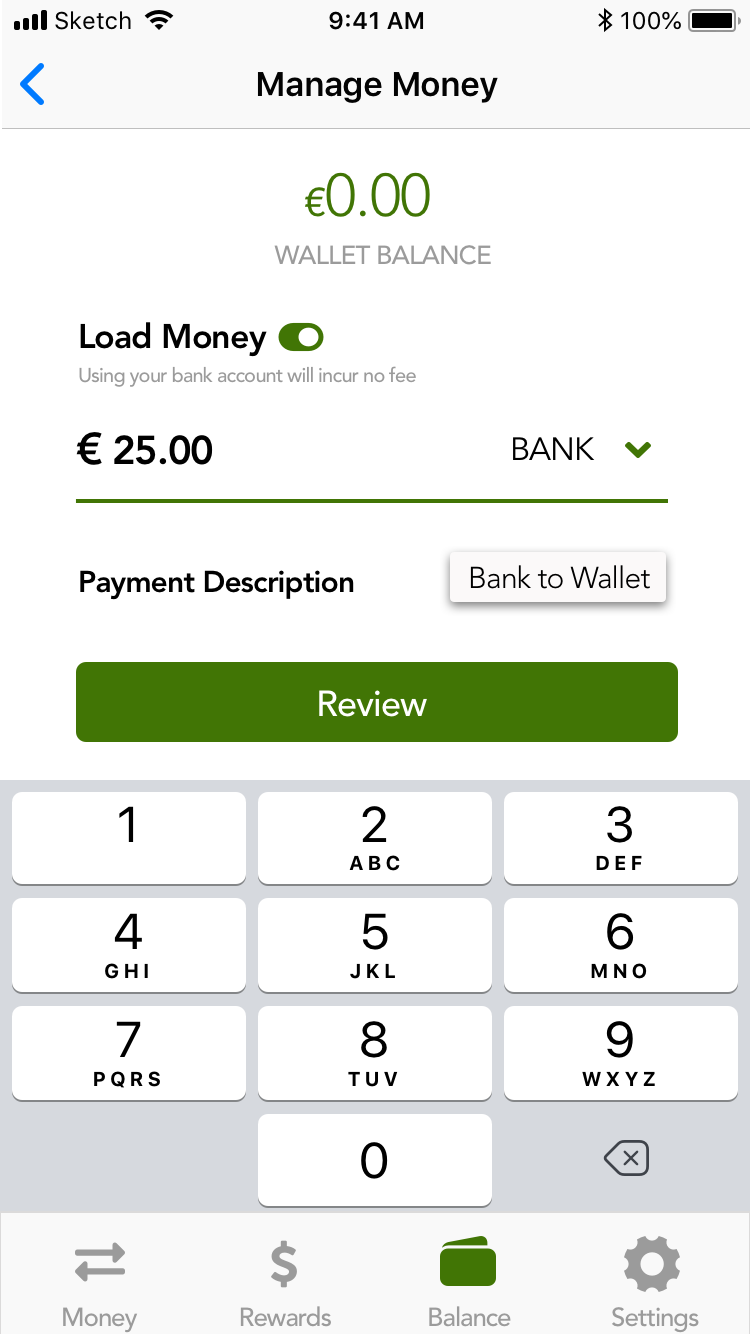 Sketch 9:41 AM 100%
Manage Money
€0.00
WALLET BALANCE
Load Money
Using your bank account will incur no fee
€ 25.00 BANK
Payment Description Bank to Wallet
Review
1 2 3
ABC DEF
4 5 6
GHI JKL MNO
7 8 9
PQRS TUV WXYZ
0
Money Rewards Balance Settings